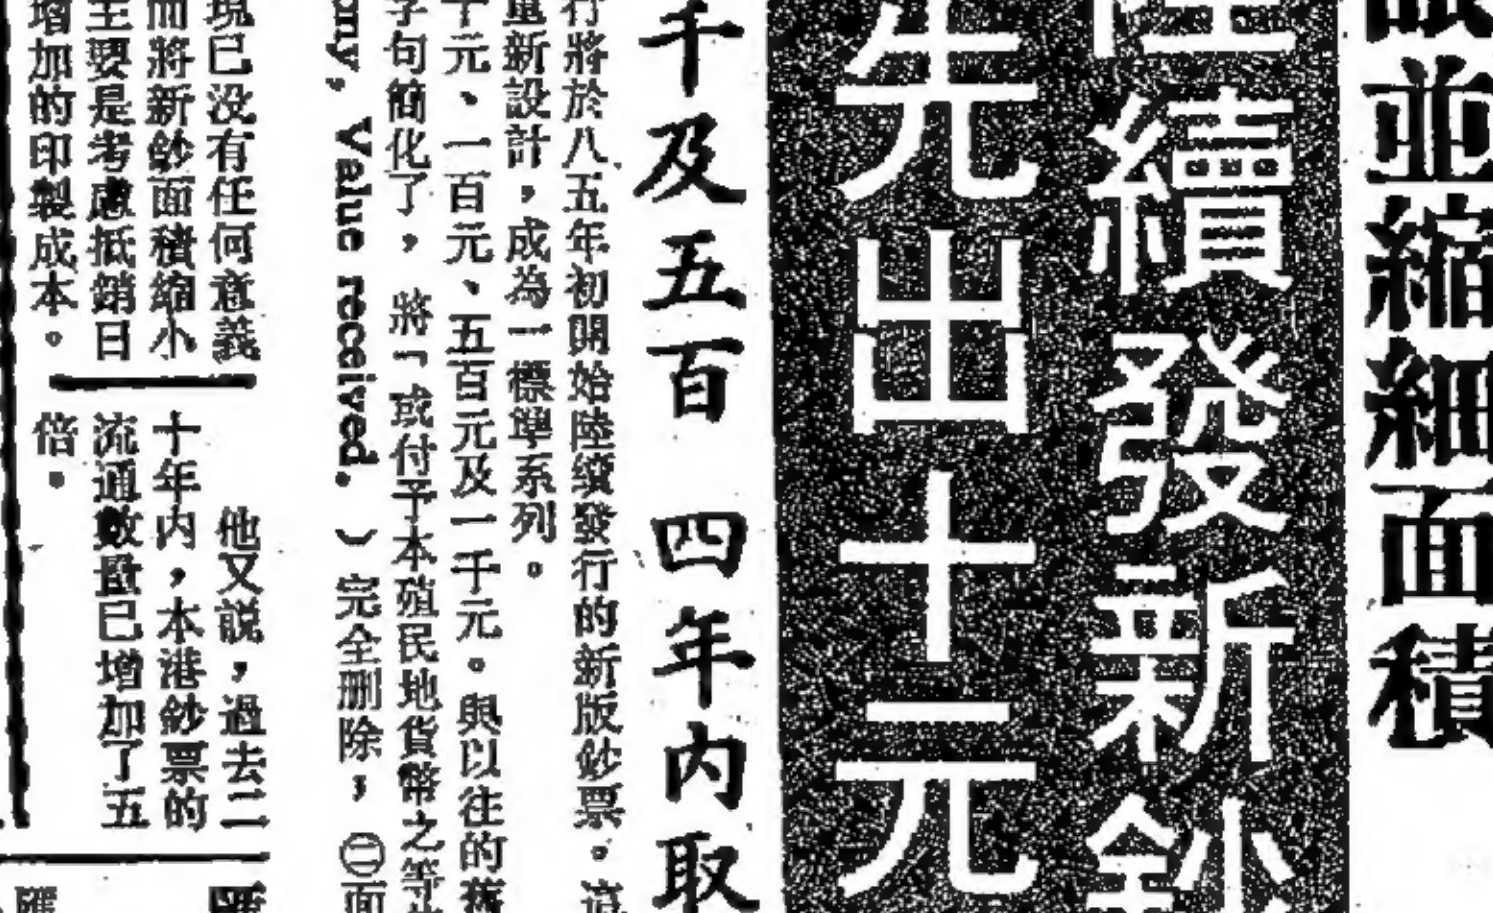 並縮細面積
陸續發新鈔
先出十元
千及五百 四年內取
行將於八五年初開始陸續發行的新版鈔票。這
重新設計，成為一標準系列。
十元、一百元、五百元及一千元。與以往的舊
字句簡化了，將「或付予本殖民地貨幣之等
Value received. ）完全刪除，㊁面
現已没有任何意義
而將新鈔面積縮小
主要是考慮抵銷日
增加的印製成本。
他又説，過去二
十年内，本港鈔票的
流通數量已增加了五
倍。
匯